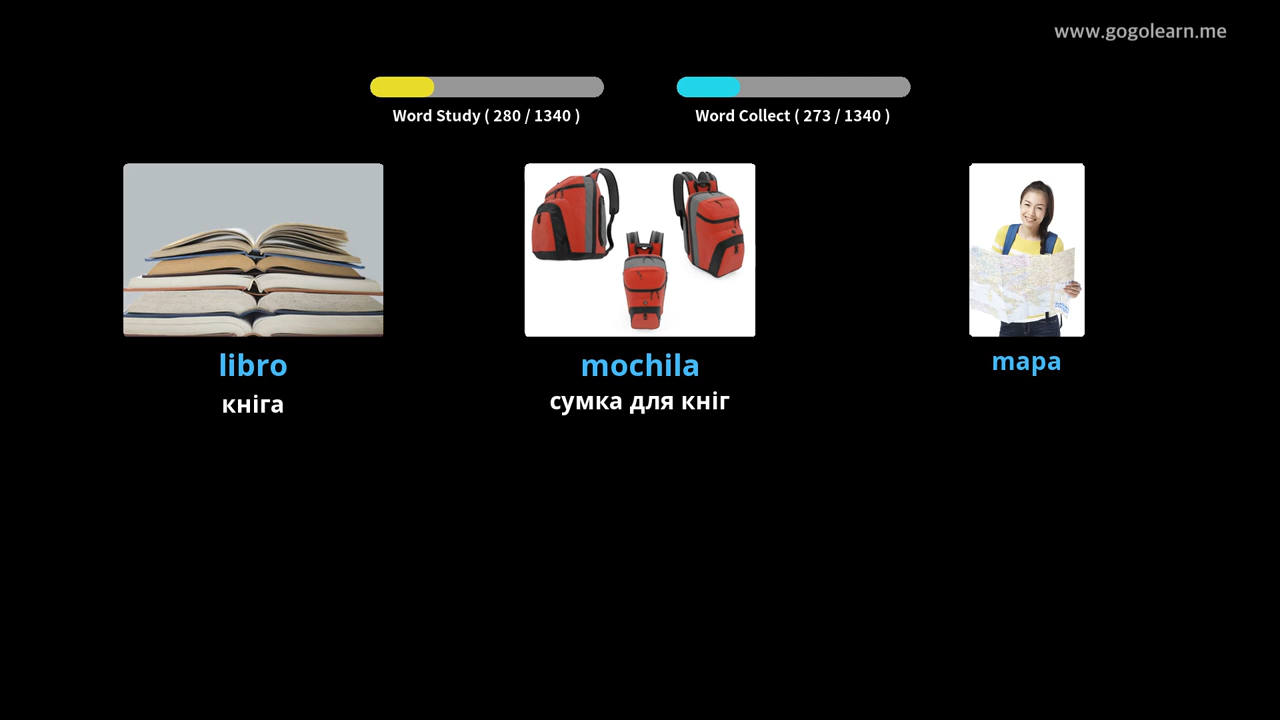 www.gogolearn.me
Word Study ( 280 / 1340 )
Word Collect ( 273 / 1340 )
libro
mochila
mapa
кніга
сумка для кніг